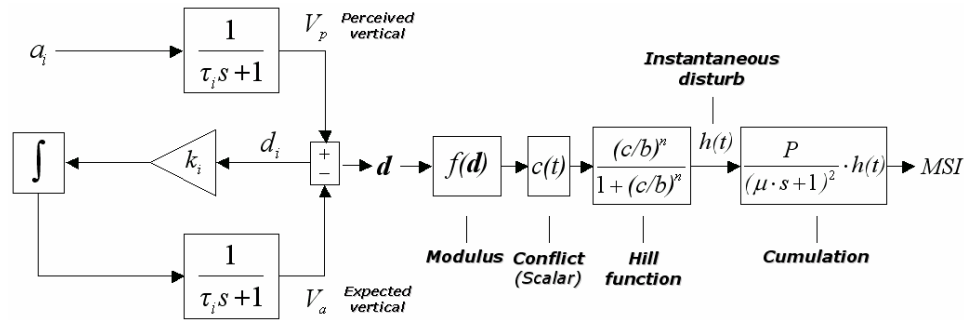 a_i
1
τ_i s+1
V_p
Perceived
vertical
∫
k_i
d_i
+
−
1
τ_i s+1
V_a
Expected
vertical
d
f(d)
Modulus
c(t)
Conflict
(Scalar)
(c/b)^n
1 + (c/b)^n
Hill
function
Instantaneous
disturb
h(t)
P
(μ·s+1)^2
· h(t)
Cumulation
MSI